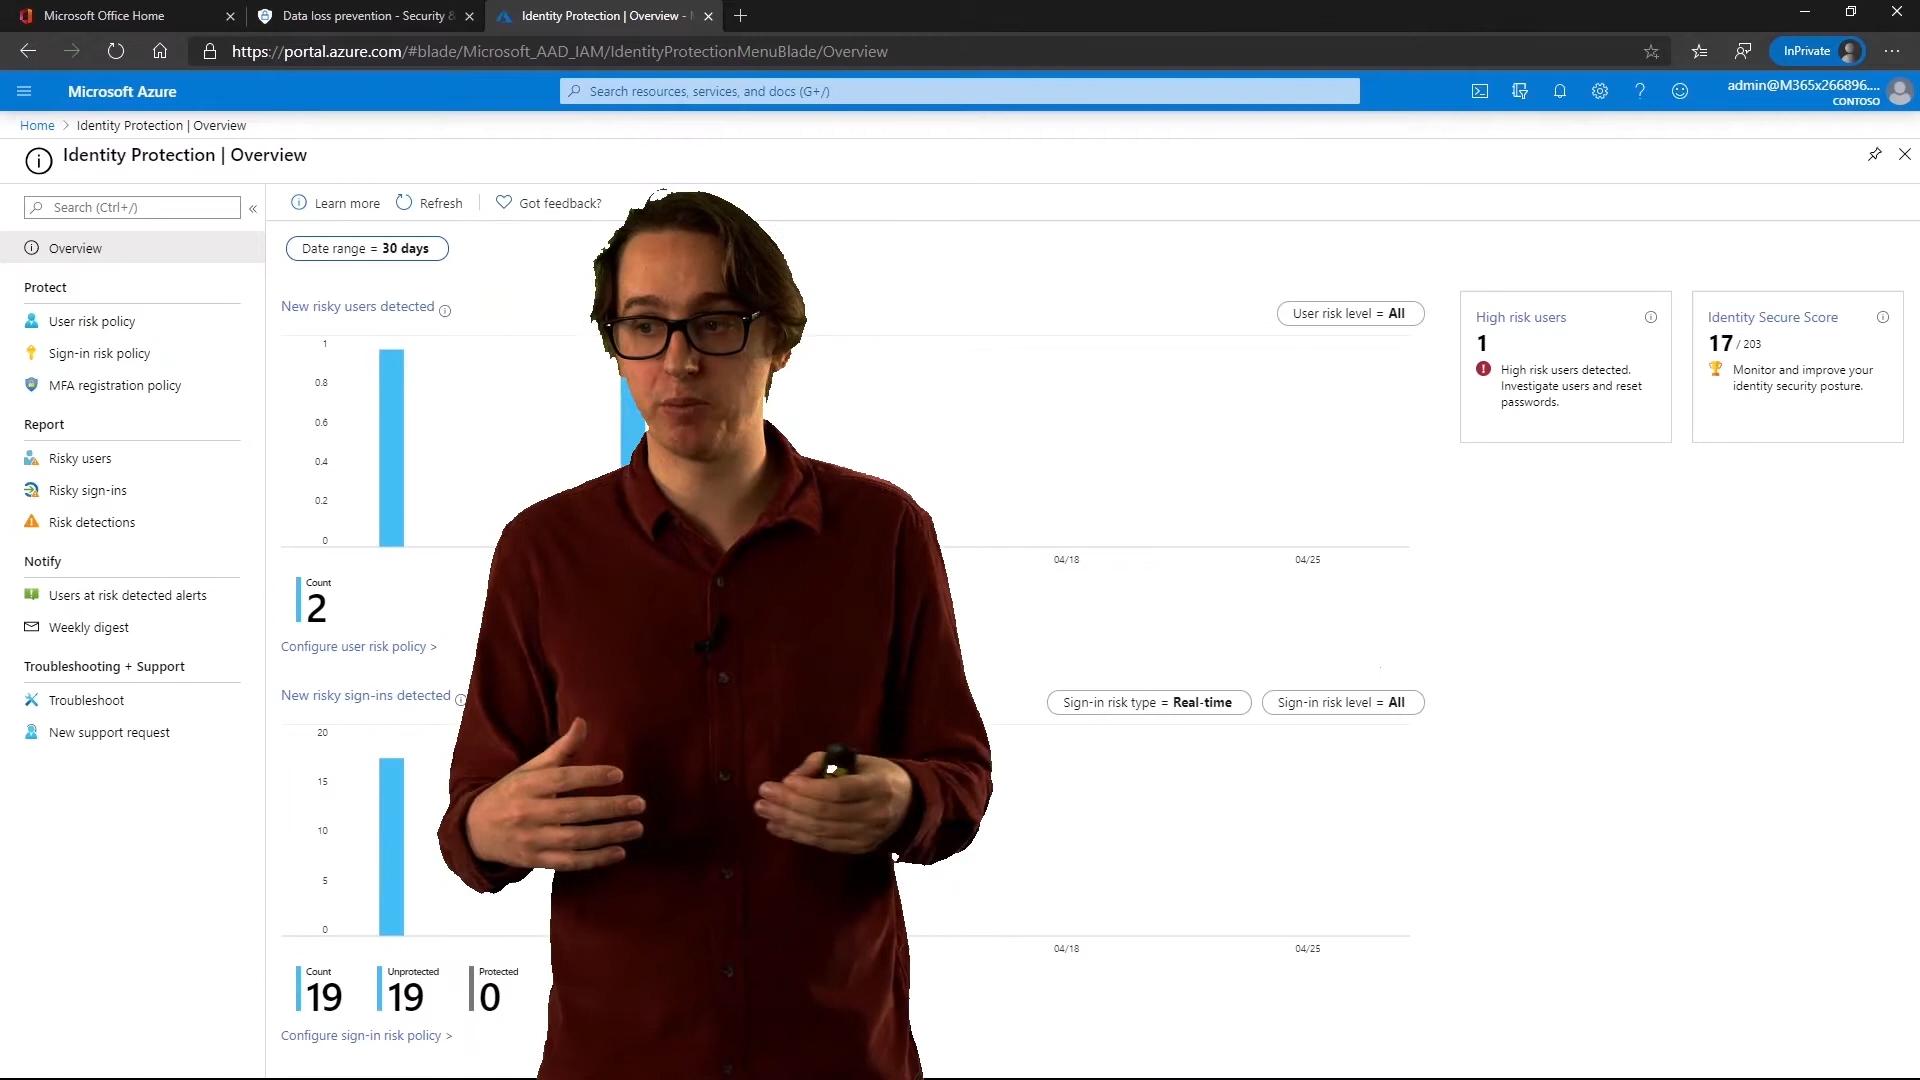 Microsoft Office Home
Data loss prevention - Security &
Identity Protection | Overview -
https://portal.azure.com/#blade/Microsoft_AAD_IAM/IdentityProtectionMenuBlade/Overview
InPrivate
Microsoft Azure
Search resources, services, and docs (G+/)
admin@M365x266896....
CONTOSO
Home > Identity Protection | Overview
Identity Protection | Overview
Search (Ctrl+/)
«
Learn more
Refresh
Got feedback?
Overview
Date range = 30 days
Protect
User risk policy
Sign-in risk policy
MFA registration policy
Report
Risky users
Risky sign-ins
Risk detections
Notify
Users at risk detected alerts
Weekly digest
Troubleshooting + Support
Troubleshoot
New support request
New risky users detected
User risk level = All
1
0.8
0.6
0.4
0.2
0
04/18
04/25
Count
2
Configure user risk policy >
New risky sign-ins detected
Sign-in risk type = Real-time
Sign-in risk level = All
20
15
10
5
0
04/18
04/25
Count
19
Unprotected
19
Protected
0
Configure sign-in risk policy >
High risk users
1
High risk users detected.
Investigate users and reset
passwords.
Identity Secure Score
17 / 203
Monitor and improve your
identity security posture.